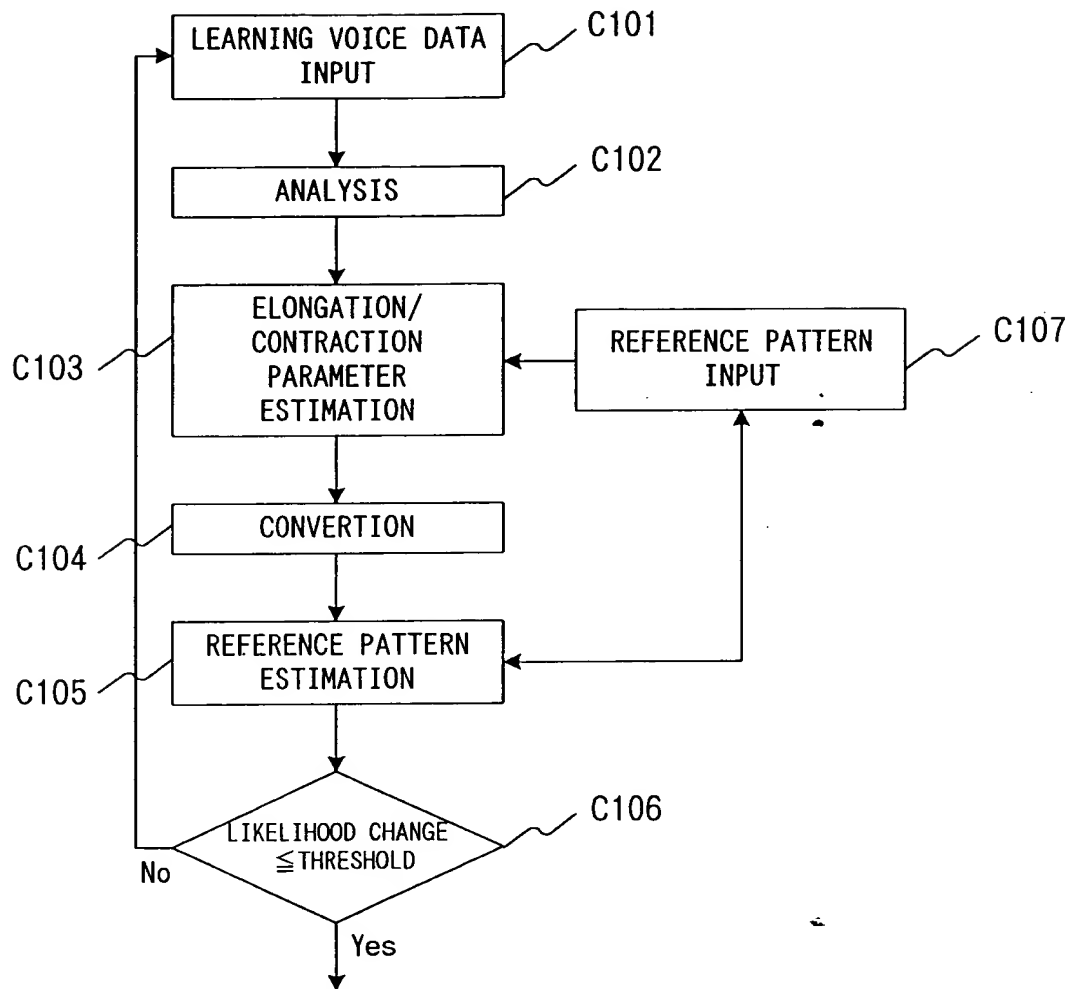 LEARNING VOICE DATA
INPUT
C101
ANALYSIS
C102
ELONGATION/
CONTRACTION
PARAMETER
ESTIMATION
C103
REFERENCE PATTERN
INPUT
C107
CONVERTION
C104
REFERENCE PATTERN
ESTIMATION
C105
LIKELIHOOD CHANGE
≦THRESHOLD
C106
No
Yes